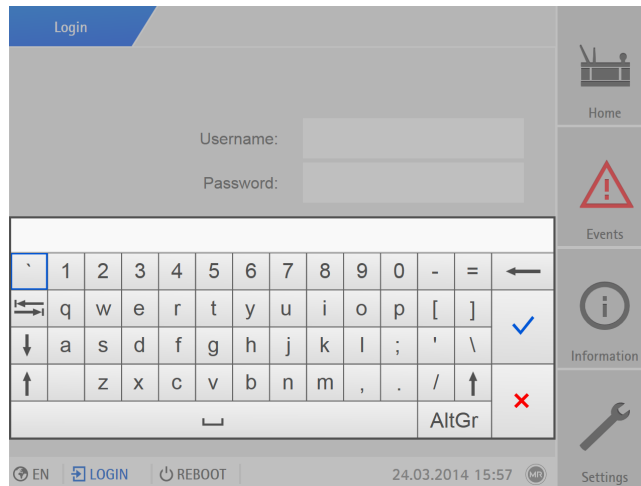 Login
Home
Username:
Password:
Events
` 1 2 3 4 5 6 7 8 9 0 - =
q w e r t y u i o p [ ]
a s d f g h j k l ; ' \
z x c v b n m , . /
AltGr
Information
EN LOGIN REBOOT 24.03.2014 15:57 MR
Settings